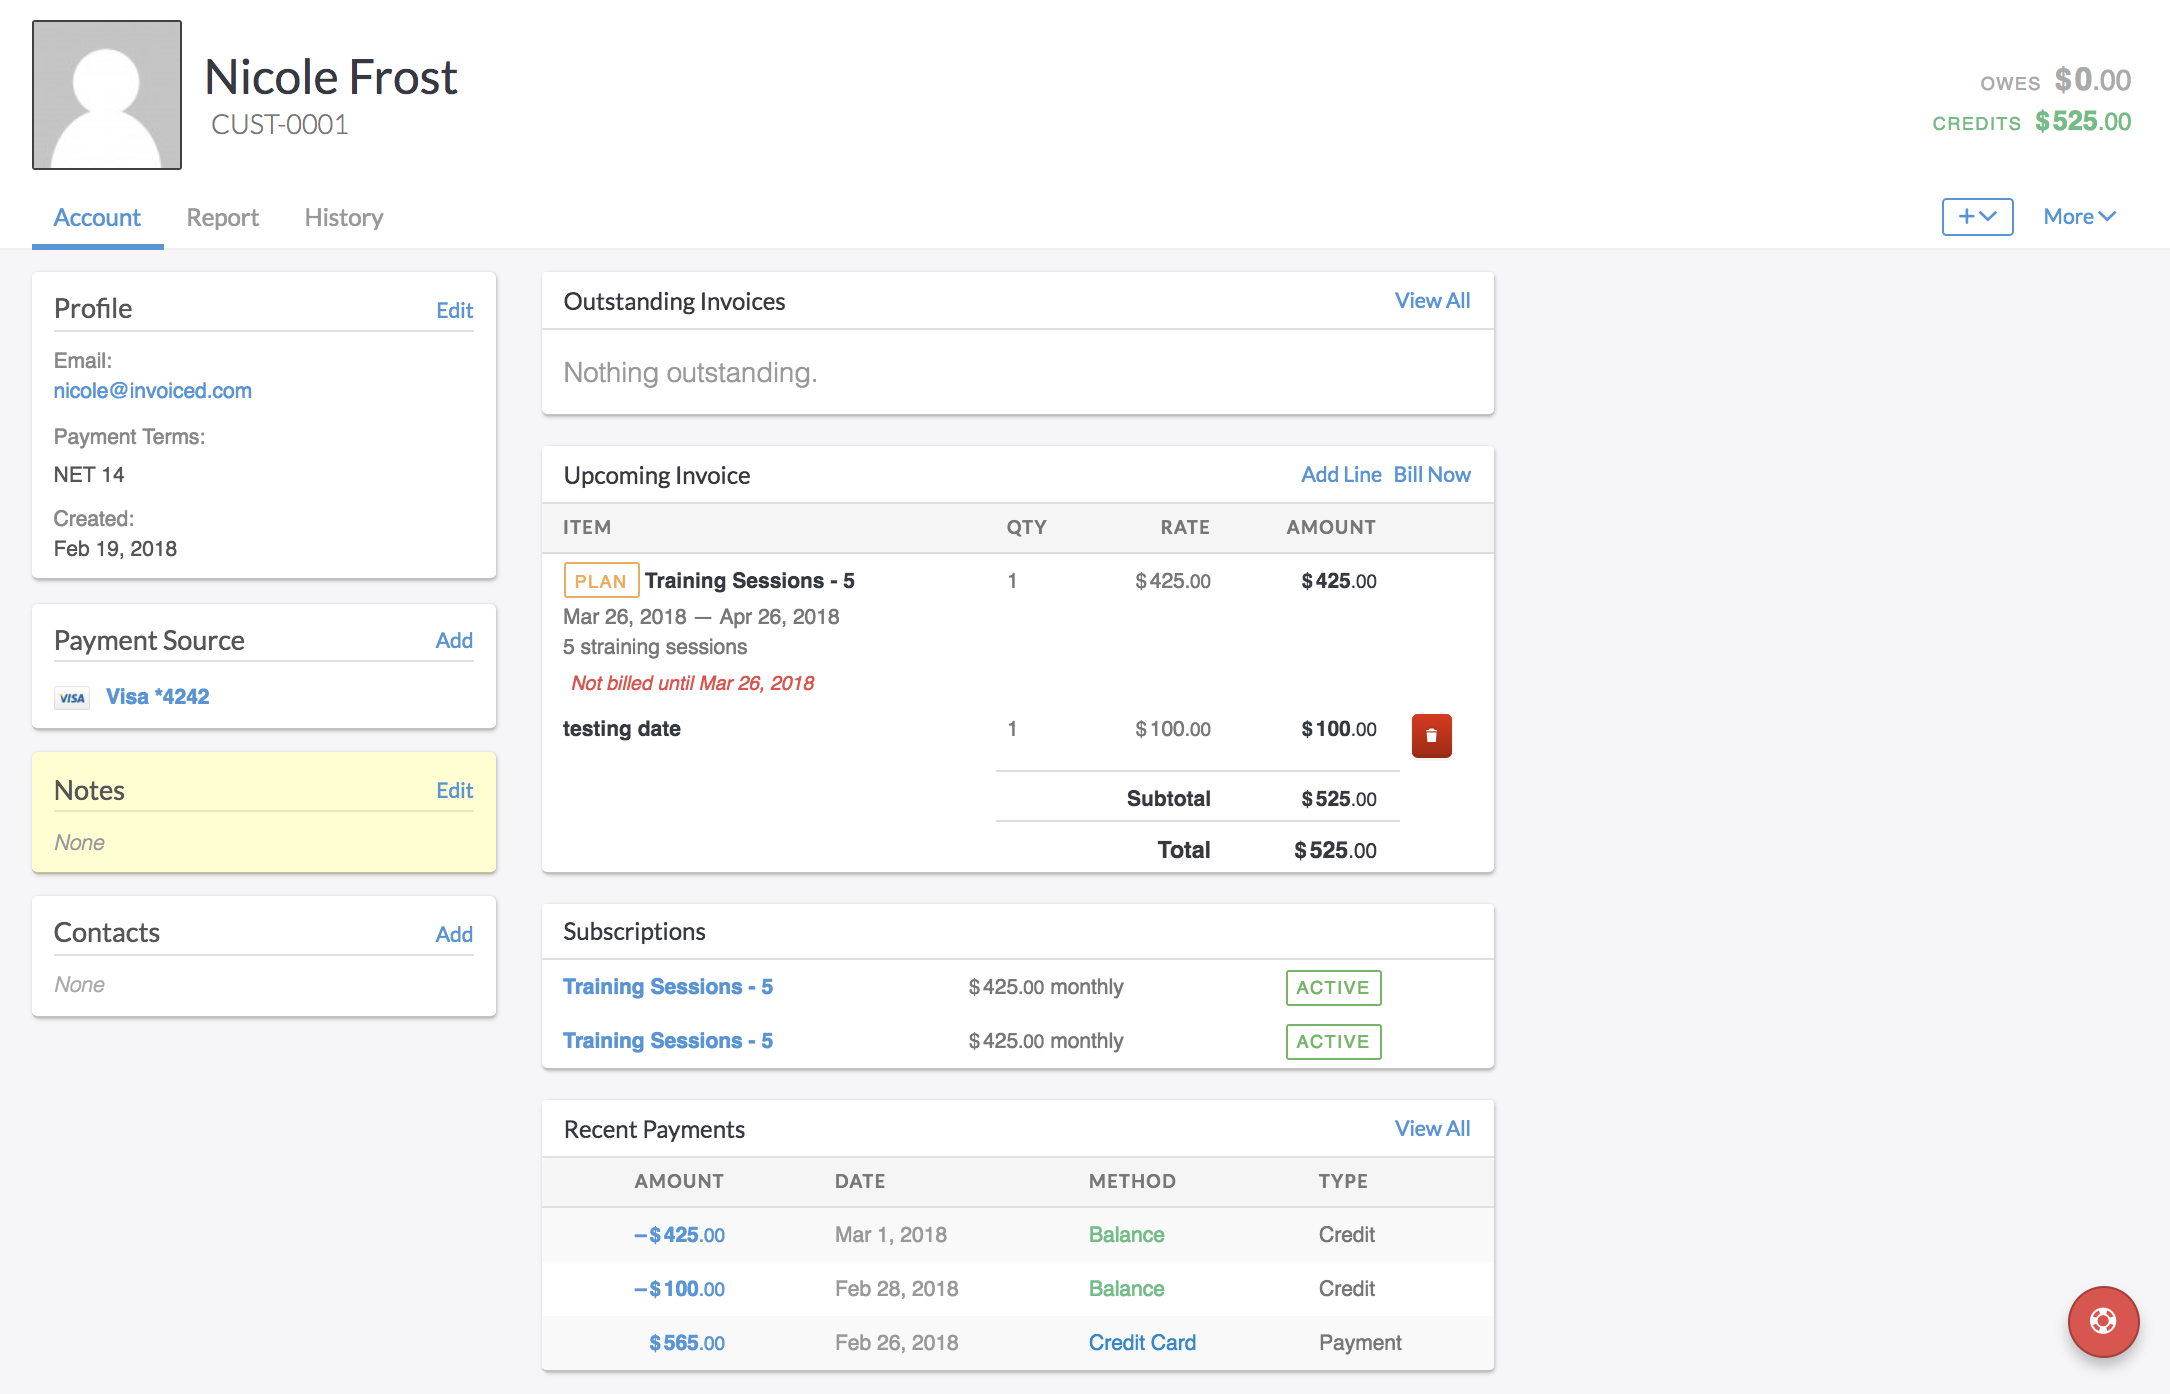 Nicole Frost
CUST-0001
OWES $0.00
CREDITS $525.00
Account Report History
+ More
Profile Edit
Email:
nicole@invoiced.com
Payment Terms:
NET 14
Created:
Feb 19, 2018
Payment Source Add
VISA Visa *4242
Notes Edit
None
Contacts Add
None
Outstanding Invoices View All
Nothing outstanding.
Upcoming Invoice Add Line Bill Now
ITEM QTY RATE AMOUNT
PLAN Training Sessions - 5 1 $425.00 $425.00
Mar 26, 2018 — Apr 26, 2018
5 straining sessions
Not billed until Mar 26, 2018
testing date 1 $100.00 $100.00
Subtotal $525.00
Total $525.00
Subscriptions
Training Sessions - 5 $425.00 monthly ACTIVE
Training Sessions - 5 $425.00 monthly ACTIVE
Recent Payments View All
AMOUNT DATE METHOD TYPE
–$425.00 Mar 1, 2018 Balance Credit
–$100.00 Feb 28, 2018 Balance Credit
$565.00 Feb 26, 2018 Credit Card Payment